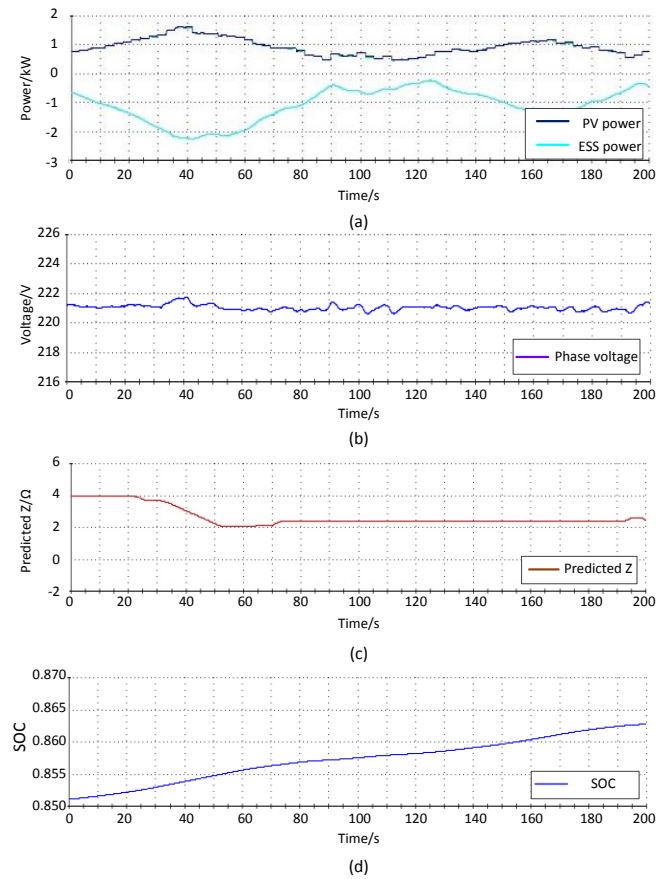 Power/kW
2
1
0
-1
-2
-3
PV power
ESS power
0 20 40 60 80 100 120 140 160 180 200
Time/s
(a)
Voltage/V
226
224
222
220
218
216
Phase voltage
0 20 40 60 80 100 120 140 160 180 200
Time/s
(b)
Predicted Z/Ω
6
4
2
0
-2
Predicted Z
0 20 40 60 80 100 120 140 160 180 200
Time/s
(c)
SOC
0.870
0.865
0.860
0.855
0.850
SOC
0 20 40 60 80 100 120 140 160 180 200
Time/s
(d)